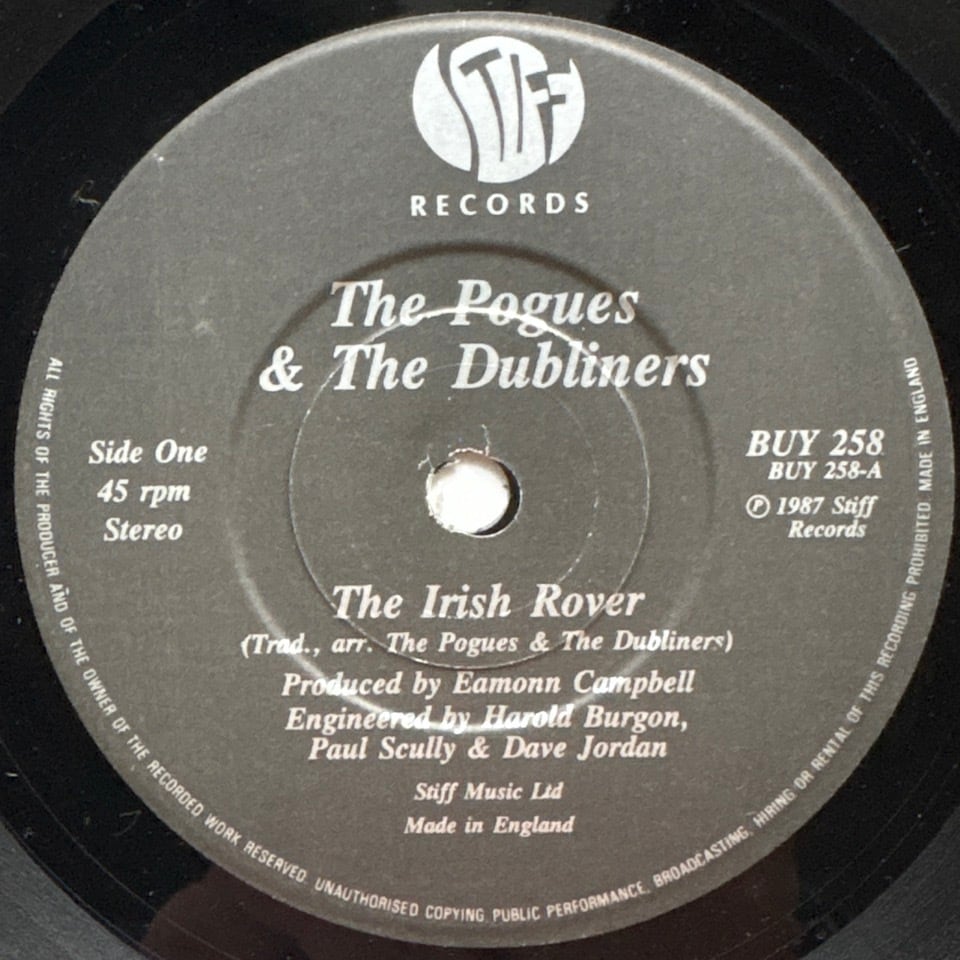 STIFF
RECORDS
The Pogues
& The Dubliners
Side One
45 rpm
Stereo
BUY 258
BUY 258-A
Ⓟ 1987 Stiff
Records
The Irish Rover
(Trad., arr. The Pogues & The Dubliners)
Produced by Eamonn Campbell
Engineered by Harold Burgon,
Paul Scully & Dave Jordan
Stiff Music Ltd
Made in England
ALL RIGHTS OF THE PRODUCER AND OF THE OWNER OF THE RECORDED WORK RESERVED. UNAUTHORISED COPYING, PUBLIC PERFORMANCE, BROADCASTING, HIRING OR RENTAL OF THIS RECORDING PROHIBITED. MADE IN ENGLAND